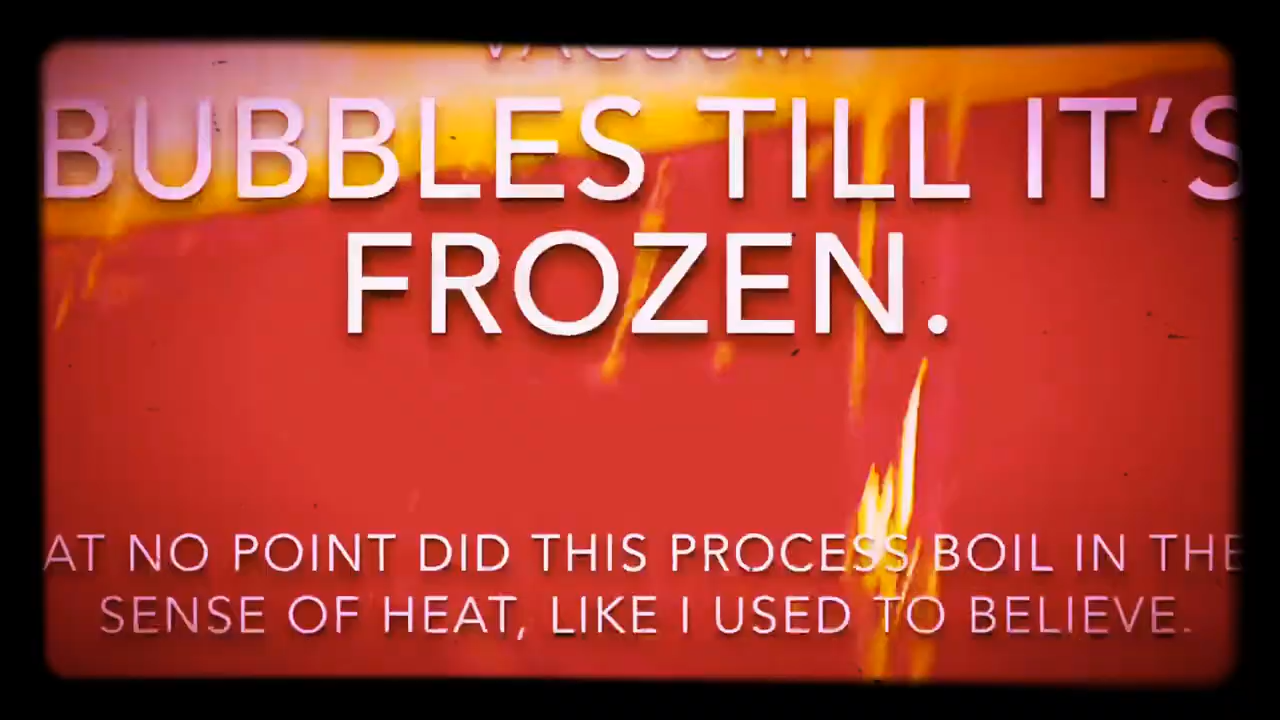 VACUUM
BUBBLES TILL IT'S
FROZEN.
AT NO POINT DID THIS PROCESS BOIL IN THE
SENSE OF HEAT, LIKE I USED TO BELIEVE.